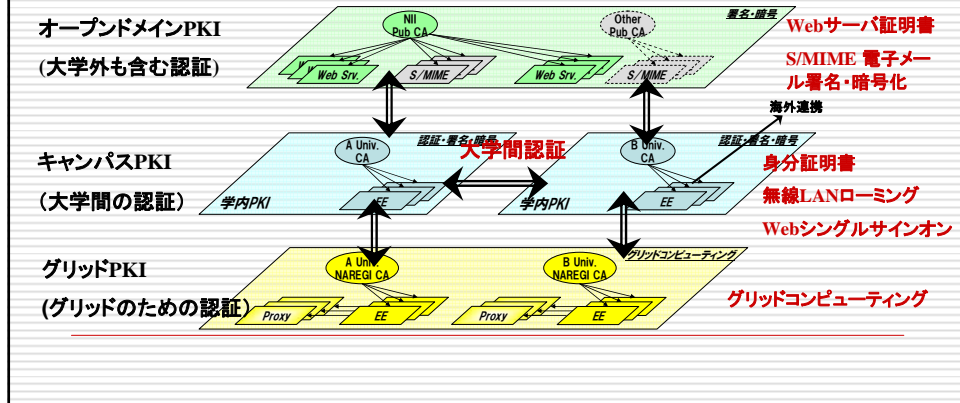 オープンドメインPKI
(大学外も含む認証)
署名・暗号
NII
Pub CA
Other
Pub CA
Web Srv.
S/MIME
Web Srv.
S/MIME
Webサーバ証明書
S/MIME 電子メー
ル署名・暗号化
海外連携
キャンパスPKI
（大学間の認証）
認証・署名・暗号
A Univ.
CA
EE
学内PKI
大学間認証
認証・署名・暗号
B Univ.
CA
EE
学内PKI
身分証明書
無線LANローミング
Webシングルサインオン
グリッドPKI
(グリッドのための認証)
グリッドコンピューティング
A Univ.
NAREGI CA
Proxy
EE
B Univ.
NAREGI CA
Proxy
EE
グリッドコンピューティング